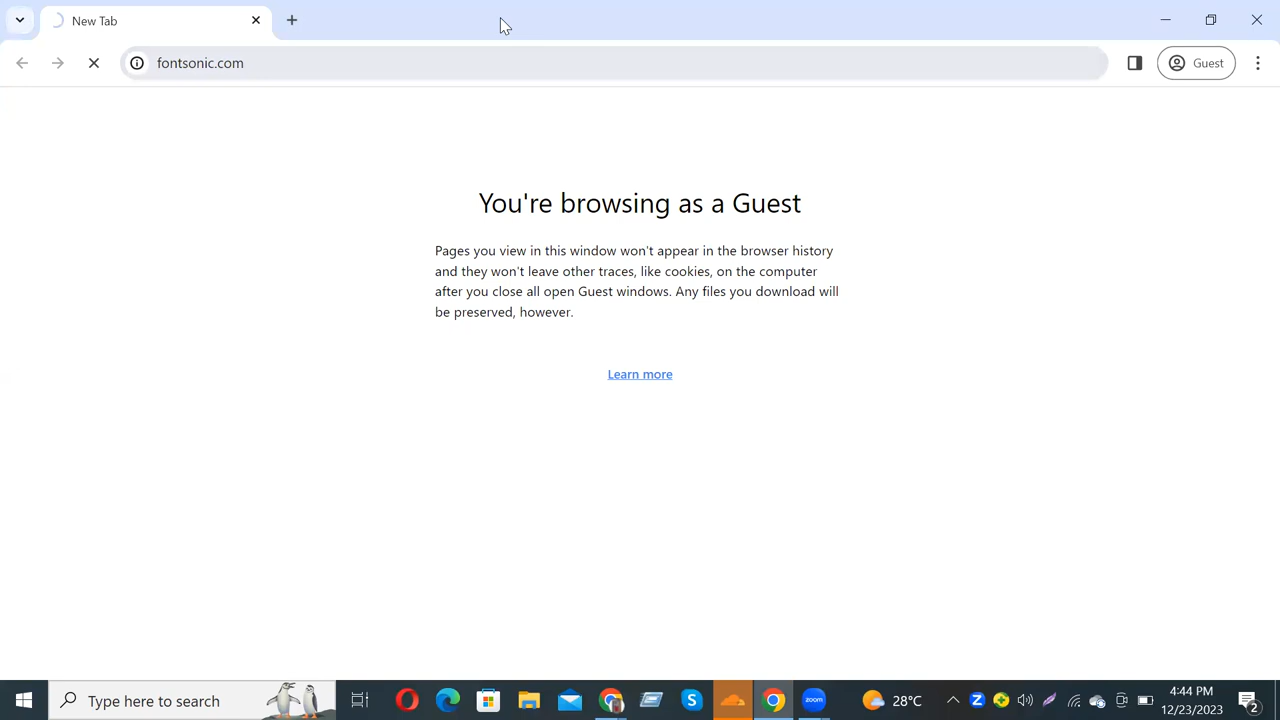 New Tab
fontsonic.com
Guest
You're browsing as a Guest
Pages you view in this window won't appear in the browser history
and they won't leave other traces, like cookies, on the computer
after you close all open Guest windows. Any files you download will
be preserved, however.
Learn more
Type here to search
S
zoom
28°C
Z
4:44 PM
12/23/2023
2